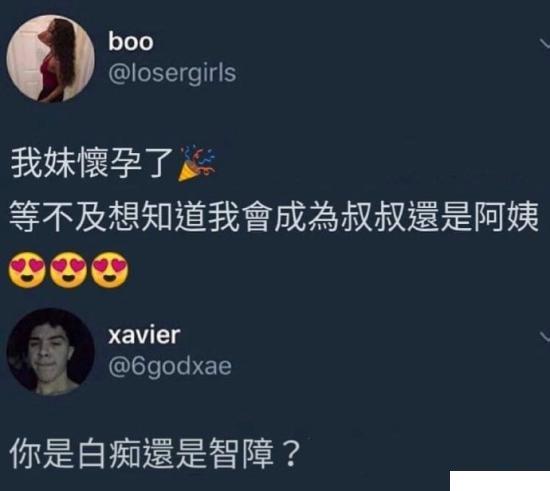 boo
@losergirls
我妹懷孕了🎉
等不及想知道我會成為叔叔還是阿姨
😍😍😍
xavier
@6godxae
你是白痴還是智障？